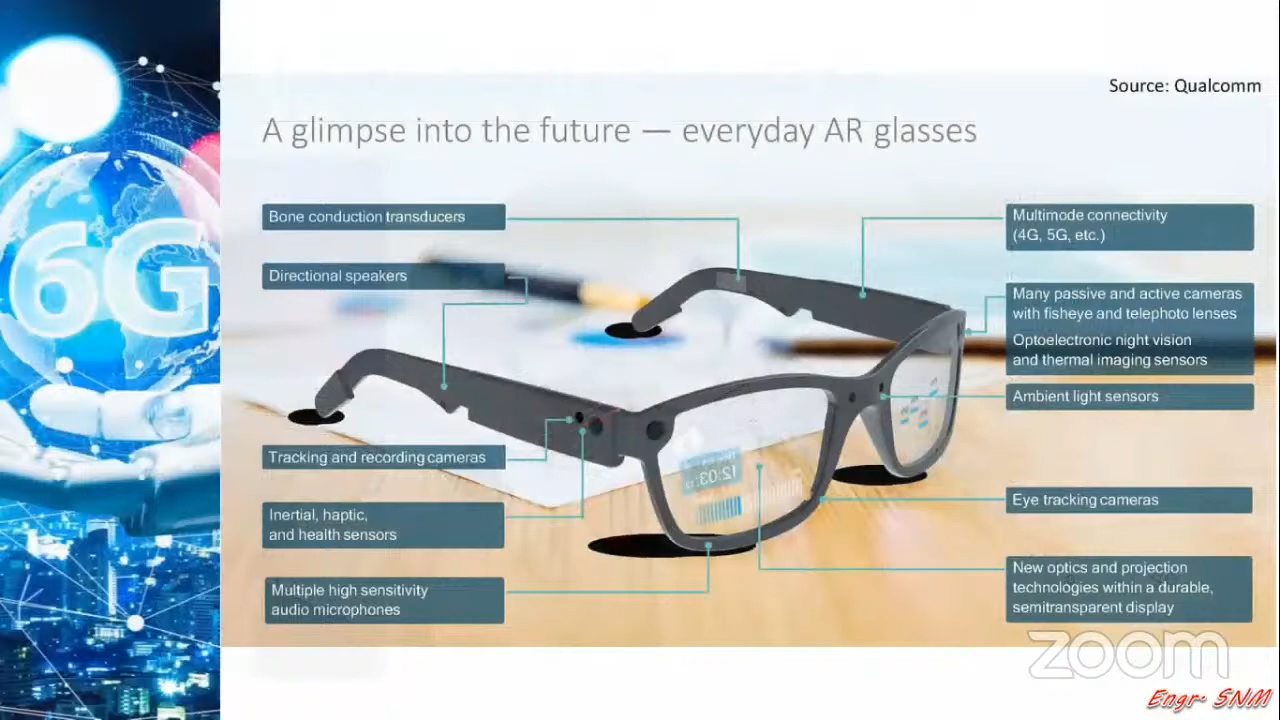 6G
Source: Qualcomm
A glimpse into the future — everyday AR glasses
Bone conduction transducers
Directional speakers
Tracking and recording cameras
Inertial, haptic,
and health sensors
Multiple high sensitivity
audio microphones
Multimode connectivity
(4G, 5G, etc.)
Many passive and active cameras
with fisheye and telephoto lenses
Optoelectronic night vision
and thermal imaging sensors
Ambient light sensors
Eye tracking cameras
New optics and projection
technologies within a durable,
semitransparent display
12:03
zoom
Engr. SNM